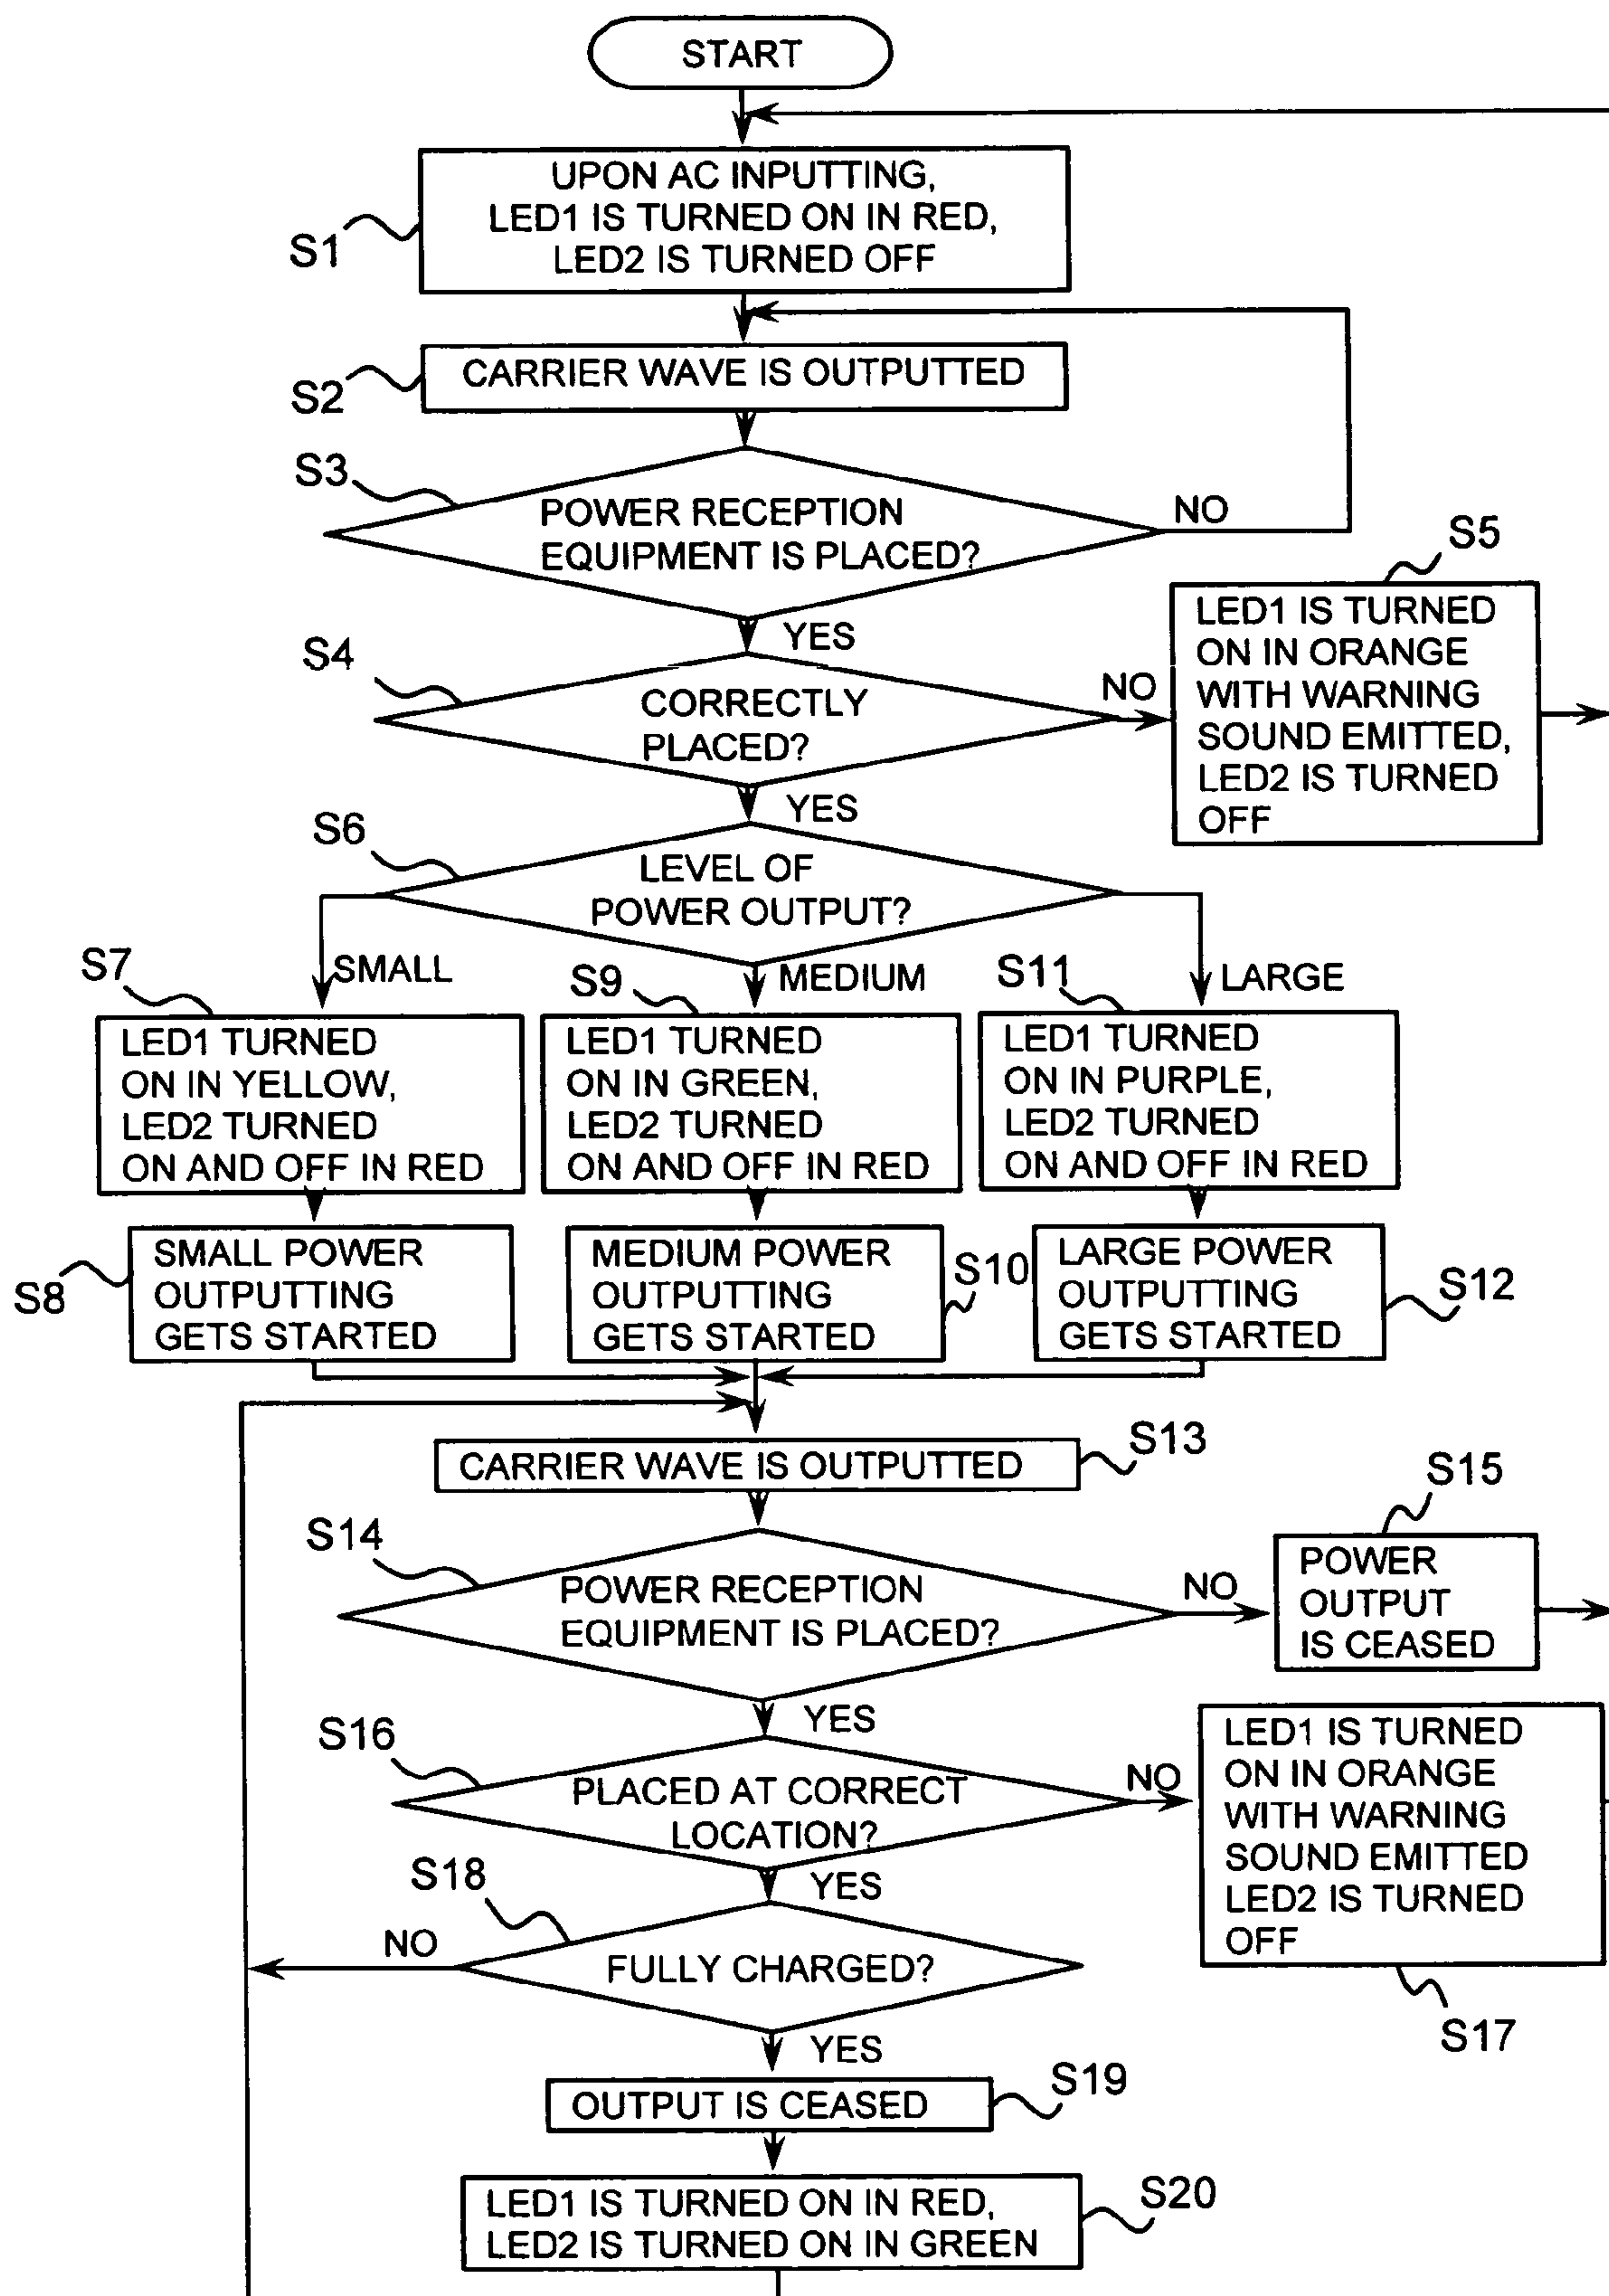 START
UPON AC INPUTTING,
LED1 IS TURNED ON IN RED,
LED2 IS TURNED OFF
S1
CARRIER WAVE IS OUTPUTTED
S2
S3
POWER RECEPTION
EQUIPMENT IS PLACED?
NO
YES
S4
CORRECTLY
PLACED?
NO
YES
S5
LED1 IS TURNED
ON IN ORANGE
WITH WARNING
SOUND EMITTED,
LED2 IS TURNED
OFF
S6
LEVEL OF
POWER OUTPUT?
SMALL
MEDIUM
LARGE
S7
LED1 TURNED
ON IN YELLOW,
LED2 TURNED
ON AND OFF IN RED
S9
LED1 TURNED
ON IN GREEN,
LED2 TURNED
ON AND OFF IN RED
S11
LED1 TURNED
ON IN PURPLE,
LED2 TURNED
ON AND OFF IN RED
S8
SMALL POWER
OUTPUTTING
GETS STARTED
MEDIUM POWER
OUTPUTTING
GETS STARTED
S10
LARGE POWER
OUTPUTTING
GETS STARTED
S12
CARRIER WAVE IS OUTPUTTED
S13
S14
POWER RECEPTION
EQUIPMENT IS PLACED?
NO
YES
S15
POWER
OUTPUT
IS CEASED
S16
PLACED AT CORRECT
LOCATION?
NO
YES
LED1 IS TURNED
ON IN ORANGE
WITH WARNING
SOUND EMITTED
LED2 IS TURNED
OFF
S17
S18
FULLY CHARGED?
NO
YES
OUTPUT IS CEASED
S19
LED1 IS TURNED ON IN RED,
LED2 IS TURNED ON IN GREEN
S20